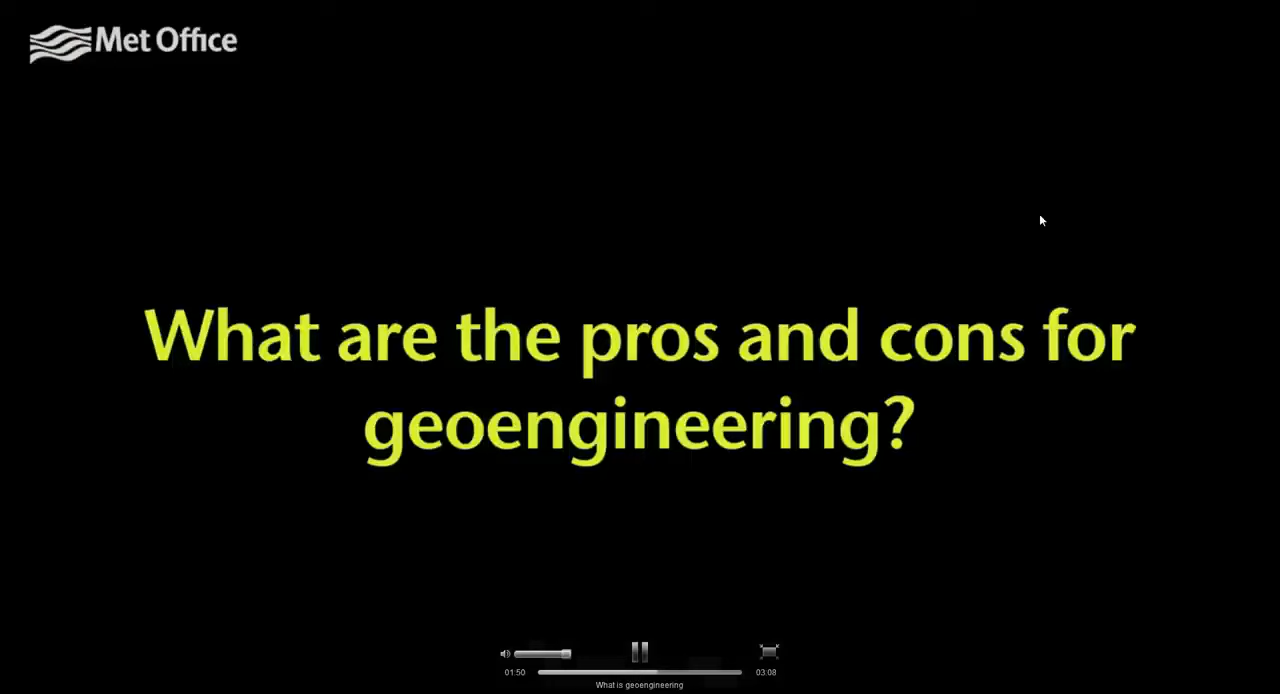 Met Office
What are the pros and cons for
geoengineering?
01:50
03:08
What is geoengineering